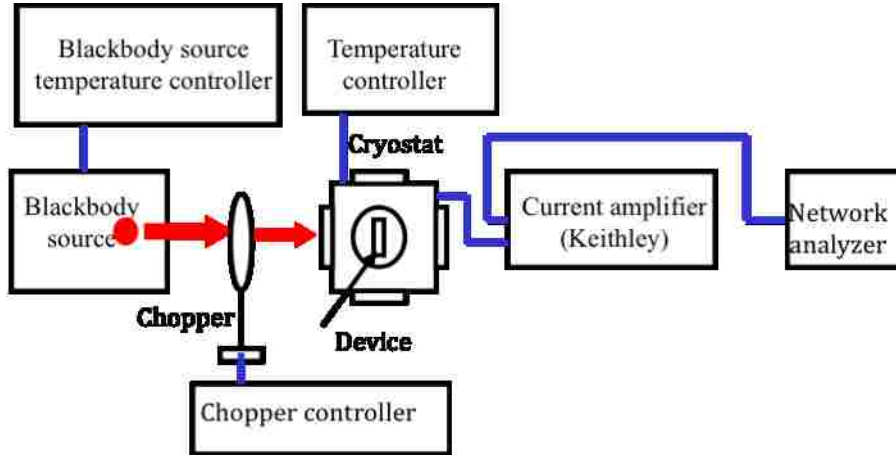 Blackbody source
temperature controller
Temperature
controller
Cryostat
Blackbody
source
Current amplifier
(Keithley)
Network
analyzer
Chopper
Device
Chopper controller